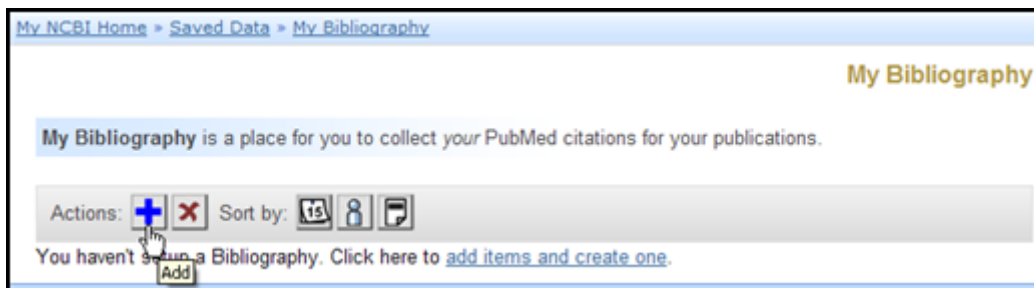 My NCBI Home » Saved Data » My Bibliography
My Bibliography
My Bibliography is a place for you to collect your PubMed citations for your publications.
Actions: Sort by: 15
You haven't setup a Bibliography. Click here to add items and create one.
Add